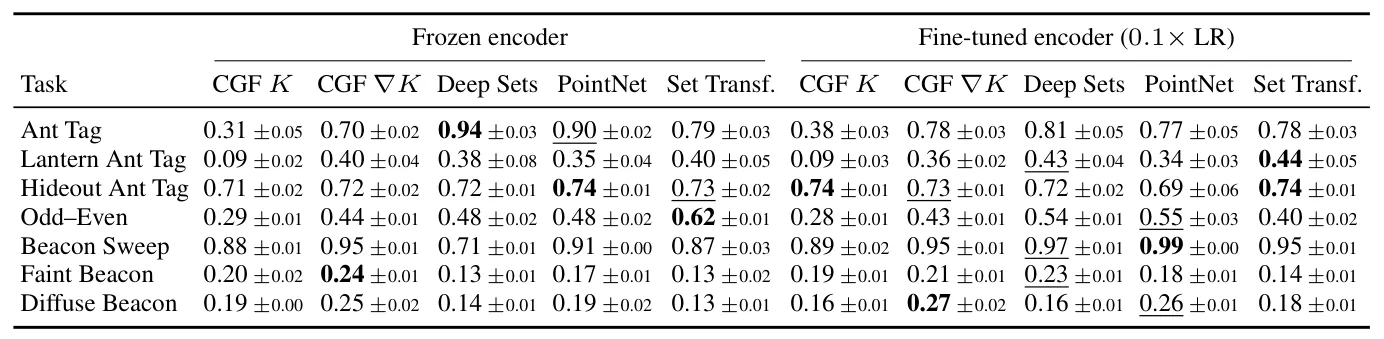 Frozen encoder Fine-tuned encoder (0.1× LR)
Task CGF K CGF ∇K Deep Sets PointNet Set Transf. CGF K CGF ∇K Deep Sets PointNet Set Transf.
Ant Tag 0.31 ±0.05 0.70 ±0.02 0.94 ±0.03 0.90 ±0.02 0.79 ±0.03 0.38 ±0.03 0.78 ±0.03 0.81 ±0.05 0.77 ±0.05 0.78 ±0.03
Lantern Ant Tag 0.09 ±0.02 0.40 ±0.04 0.38 ±0.08 0.35 ±0.04 0.40 ±0.05 0.09 ±0.03 0.36 ±0.02 0.43 ±0.04 0.34 ±0.03 0.44 ±0.05
Hideout Ant Tag 0.71 ±0.02 0.72 ±0.02 0.72 ±0.01 0.74 ±0.01 0.73 ±0.02 0.74 ±0.01 0.73 ±0.01 0.72 ±0.02 0.69 ±0.06 0.74 ±0.01
Odd–Even 0.29 ±0.01 0.44 ±0.01 0.48 ±0.02 0.48 ±0.02 0.62 ±0.01 0.28 ±0.01 0.43 ±0.01 0.54 ±0.01 0.55 ±0.03 0.40 ±0.02
Beacon Sweep 0.88 ±0.01 0.95 ±0.01 0.71 ±0.01 0.91 ±0.00 0.87 ±0.03 0.89 ±0.02 0.95 ±0.01 0.97 ±0.01 0.99 ±0.00 0.95 ±0.01
Faint Beacon 0.20 ±0.02 0.24 ±0.01 0.13 ±0.01 0.17 ±0.01 0.13 ±0.02 0.19 ±0.01 0.21 ±0.01 0.23 ±0.01 0.18 ±0.01 0.14 ±0.01
Diffuse Beacon 0.19 ±0.00 0.25 ±0.02 0.14 ±0.01 0.19 ±0.02 0.13 ±0.01 0.16 ±0.01 0.27 ±0.02 0.16 ±0.01 0.26 ±0.01 0.18 ±0.01